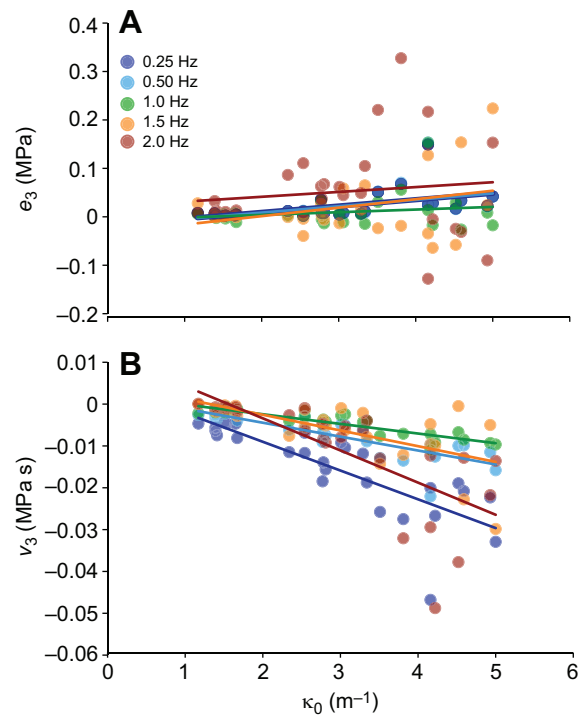 A
0.4
0.3
0.2
0.1
0
–0.1
–0.2
e3 (MPa)
0.25 Hz
0.50 Hz
1.0 Hz
1.5 Hz
2.0 Hz
B
0.01
0
–0.01
–0.02
–0.03
–0.04
–0.05
–0.06
v3 (MPa s)
0 1 2 3 4 5 6
κ0 (m–1)